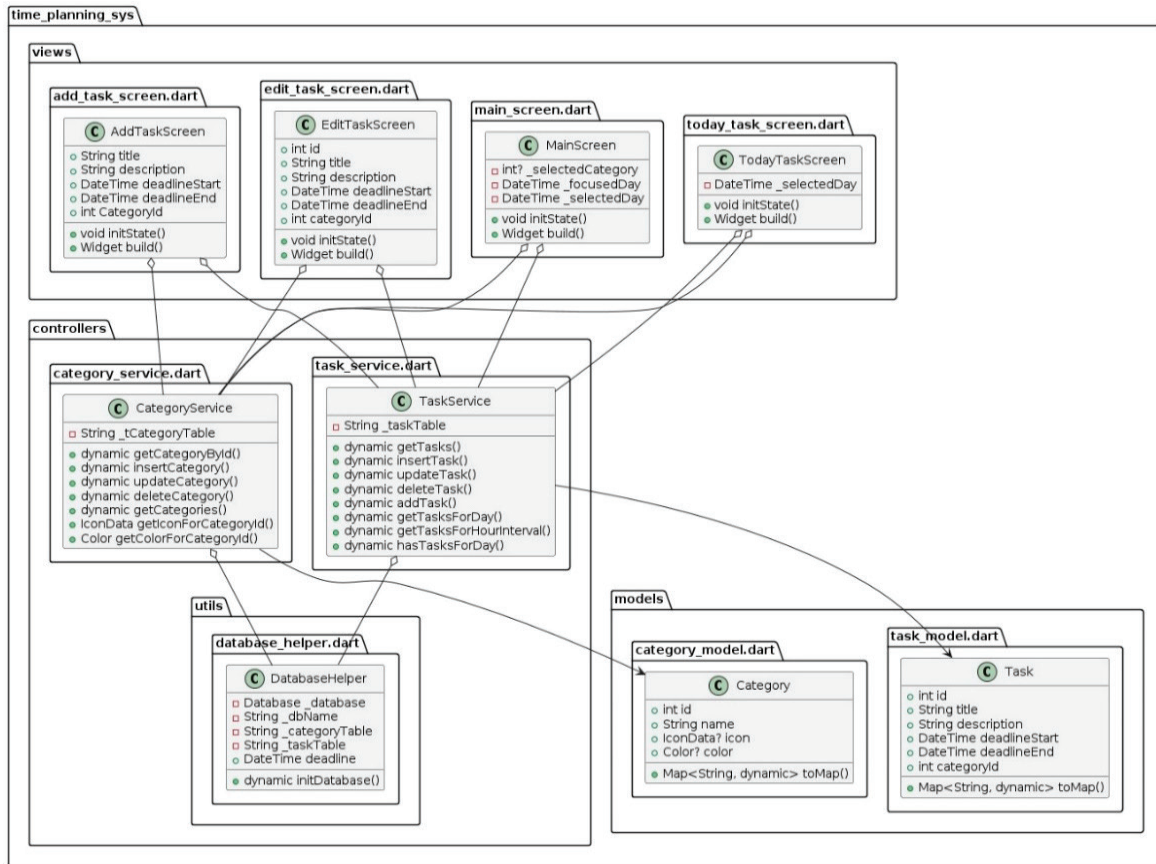 time_planning_sys
views
add_task_screen.dart
C AddTaskScreen
String title
String description
DateTime deadlineStart
DateTime deadlineEnd
int CategoryId
void initState()
Widget build()
edit_task_screen.dart
C EditTaskScreen
int id
String title
String description
DateTime deadlineStart
DateTime deadlineEnd
int categoryId
void initState()
Widget build()
main_screen.dart
C MainScreen
int? _selectedCategory
DateTime _focusedDay
DateTime _selectedDay
void initState()
Widget build()
today_task_screen.dart
C TodayTaskScreen
DateTime _selectedDay
void initState()
Widget build()
controllers
category_service.dart
C CategoryService
String _tCategoryTable
dynamic getCategoryById()
dynamic insertCategory()
dynamic updateCategory()
dynamic deleteCategory()
dynamic getCategories()
IconData getIconForCategoryId()
Color getColorForCategoryId()
task_service.dart
C TaskService
String _taskTable
dynamic getTasks()
dynamic insertTask()
dynamic updateTask()
dynamic deleteTask()
dynamic addTask()
dynamic getTasksForDay()
dynamic getTasksForHourInterval()
dynamic hasTasksForDay()
utils
database_helper.dart
C DatabaseHelper
Database _database
String _dbName
String _categoryTable
String _taskTable
DateTime deadline
dynamic initDatabase()
models
category_model.dart
C Category
int id
String name
IconData? icon
Color? color
Map<String, dynamic> toMap()
task_model.dart
C Task
int id
String title
String description
DateTime deadlineStart
DateTime deadlineEnd
int categoryId
Map<String, dynamic> toMap()